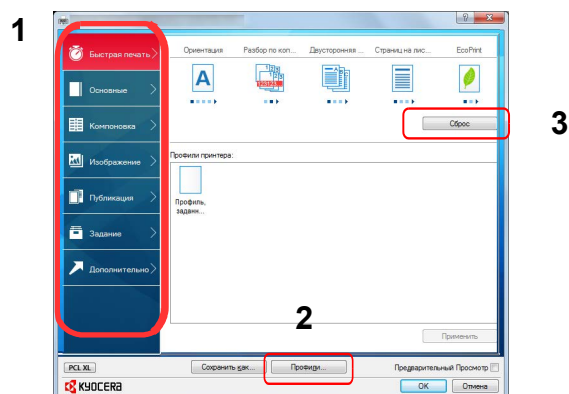 1
Быстрая печать
Основные
Компоновка
Изображение
Публикация
Задание
Дополнительно
Ориентация Разбор по коп... Двусторонняя ... Страниц на лис... EcoPrint
A
Сброс
3
Профили принтера:
Профиль, заданн...
2
Применить
PCL XL Сохранить как... Профили... Предварительный Просмотр
KYOCERA OK Отмена